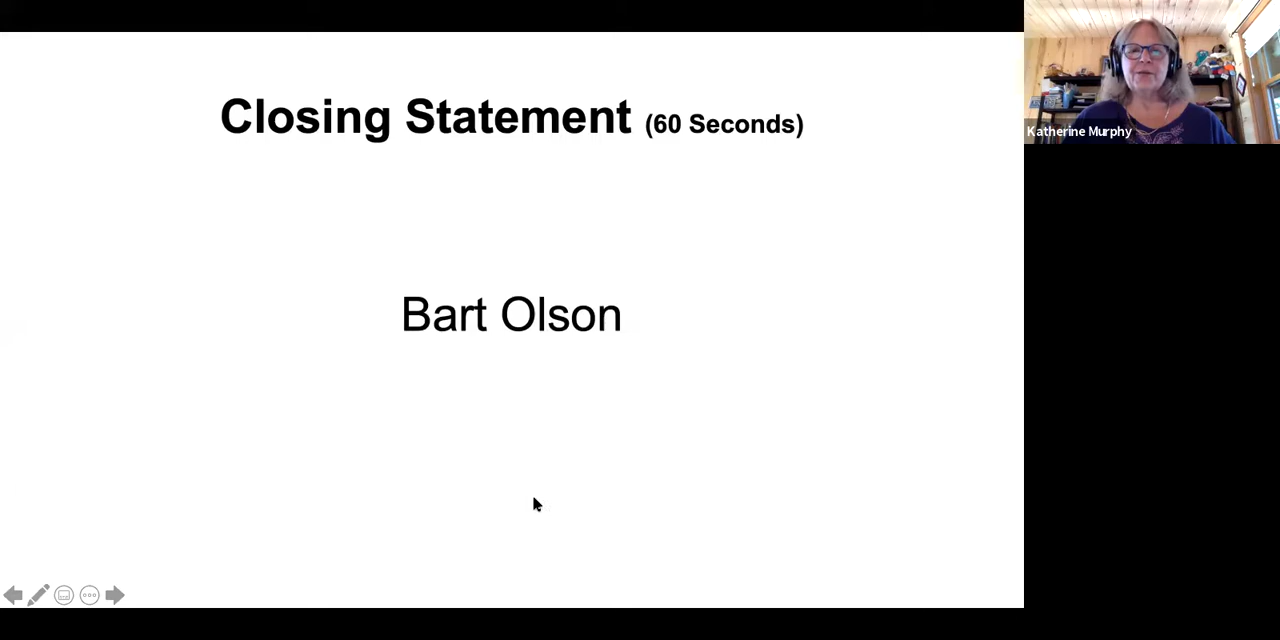 Closing Statement (60 Seconds)
Bart Olson
Katherine Murphy